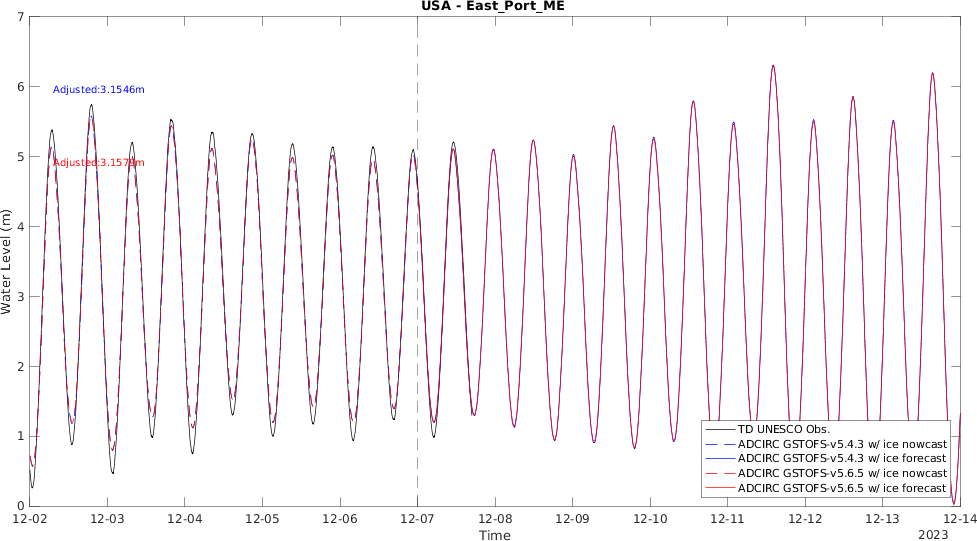 USA - East_Port_ME
7
6
5
4
3
2
1
0
Water Level (m)
Adjusted:3.1546m
Adjusted:3.1579m
TD UNESCO Obs.
ADCIRC GSTOFS-v5.4.3 w/ ice nowcast
ADCIRC GSTOFS-v5.4.3 w/ ice forecast
ADCIRC GSTOFS-v5.6.5 w/ ice nowcast
ADCIRC GSTOFS-v5.6.5 w/ ice forecast
12-02 12-03 12-04 12-05 12-06 12-07 12-08 12-09 12-10 12-11 12-12 12-13 12-14
Time
2023